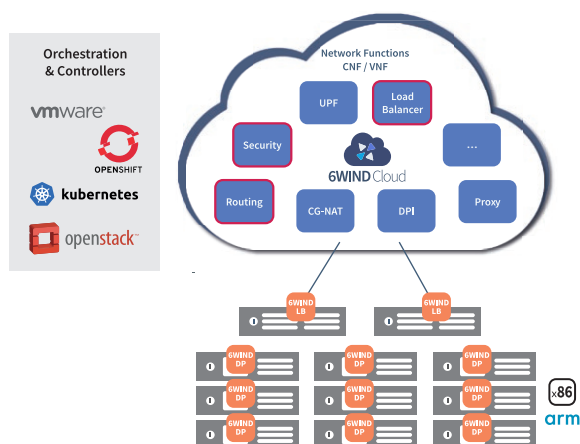 Orchestration
& Controllers
vmware®
OPENSHIFT
kubernetes
openstack™
Network Functions
CNF / VNF
UPF
Load
Balancer
Security
...
6WIND Cloud
Routing
CG-NAT
DPI
Proxy
6WIND
LB
6WIND
LB
6WIND
DP
6WIND
DP
6WIND
DP
6WIND
DP
6WIND
DP
6WIND
DP
6WIND
DP
6WIND
DP
6WIND
DP
x86
arm